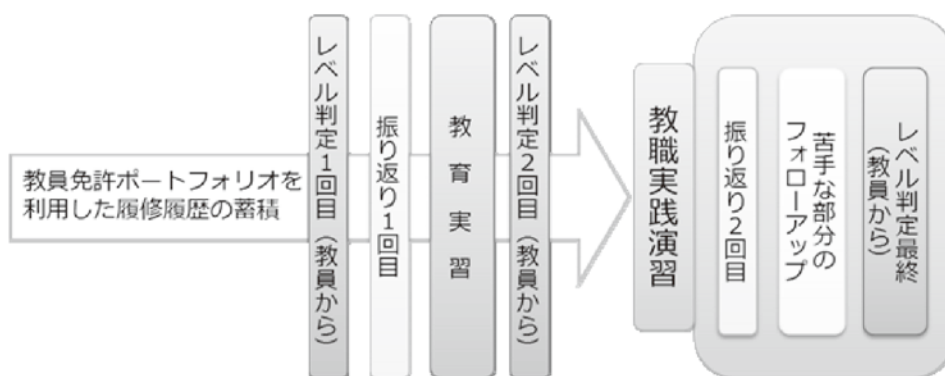 教員免許ポートフォリオを
利用した履修履歴の蓄積
レベル判定1回目（教員から）
振り返り1回目
教育実習
レベル判定2回目（教員から）
教職実践演習
振り返り2回目
苦手な部分の
フォローアップ
レベル判定最終
（教員から）